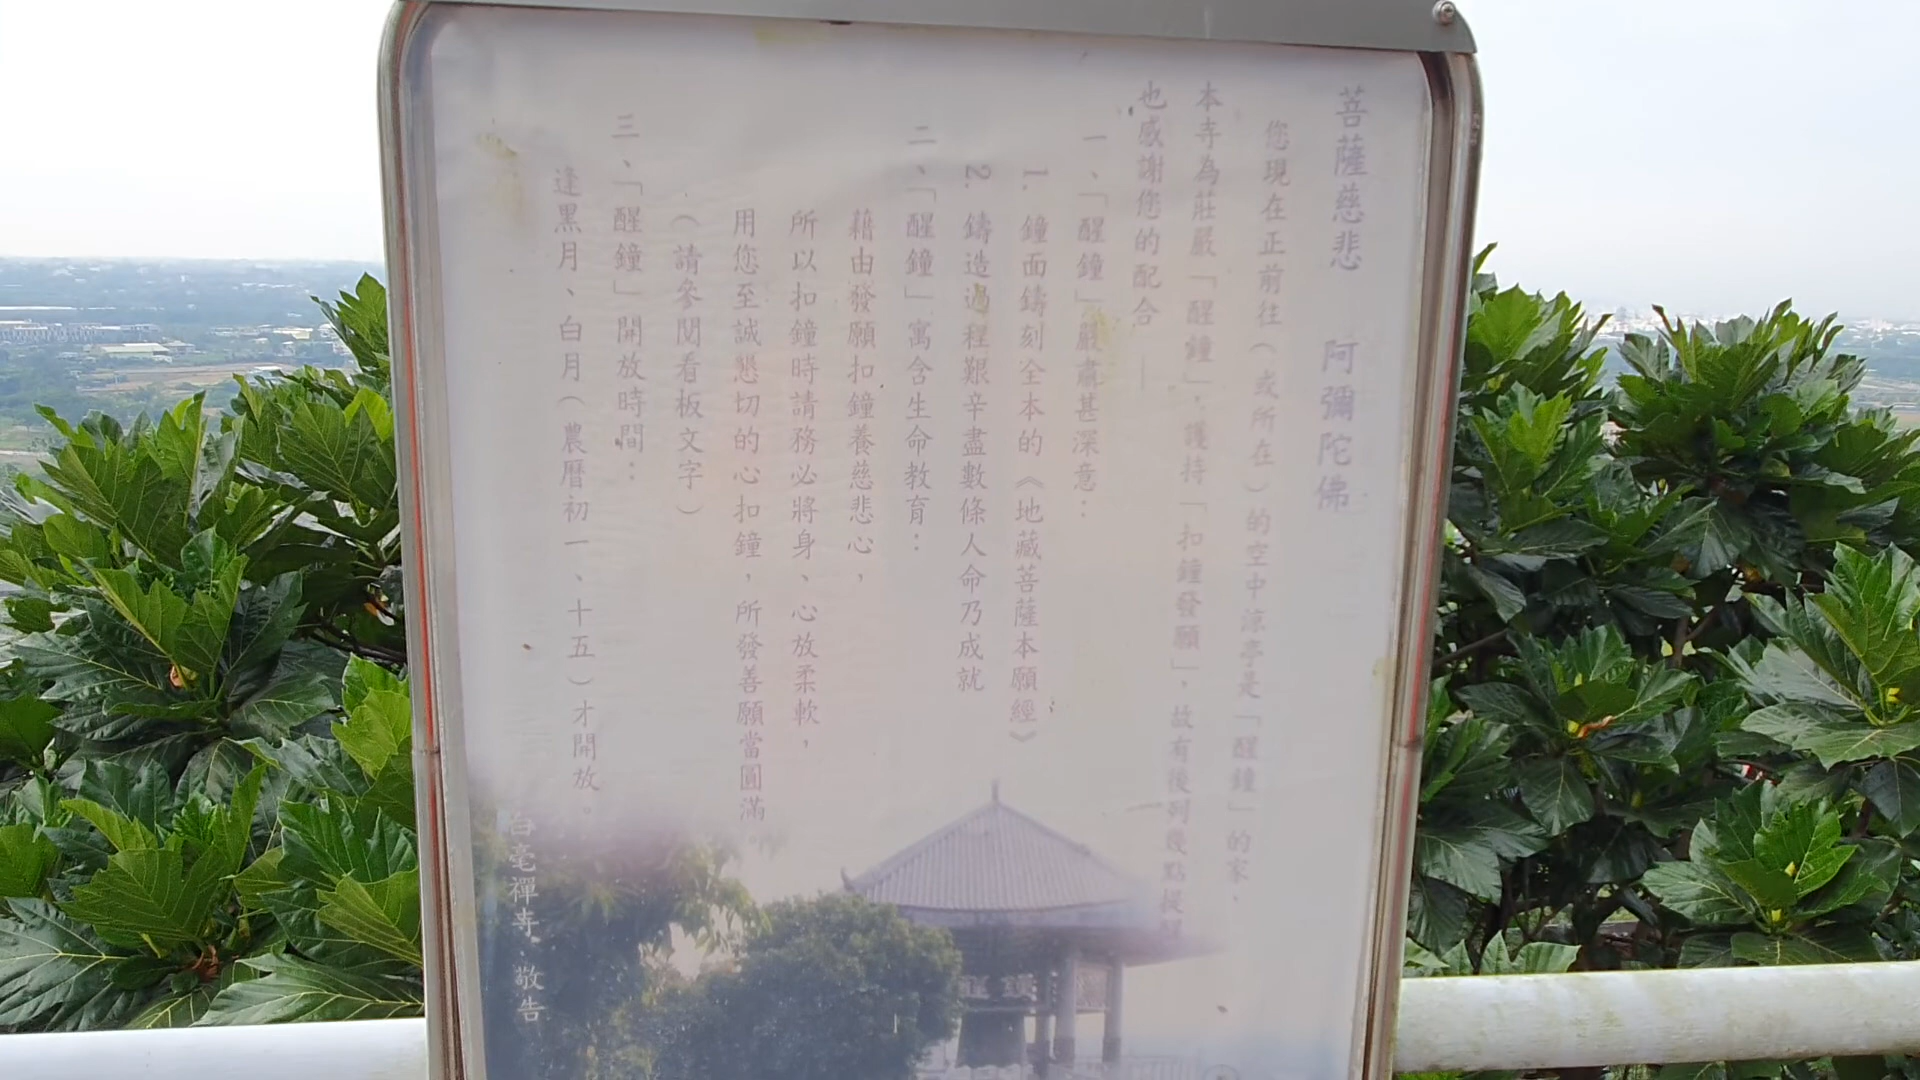 菩薩慈悲　阿彌陀佛
您現在正前往（或所在）的空中涼亭是「醒鐘」的家，
本寺為莊嚴「醒鐘」，護持「扣鐘發願」，故有後列幾點提
也感謝您的配合
一、「醒鐘」嚴肅甚深意：
1. 鐘面鑄刻全本的《地藏菩薩本願經》
2. 鑄造過程艱辛盡數條人命乃成就
二、「醒鐘」寓含生命教育：
藉由發願扣鐘養慈悲心，
所以扣鐘時請務必將身、心放柔軟，
用您至誠懇切的心扣鐘，所發善願當圓滿。
（請參閱看板文字）
三、「醒鐘」開放時間：
逢黑月、白月（農曆初一、十五）才開放。
白毫禪寺．敬告